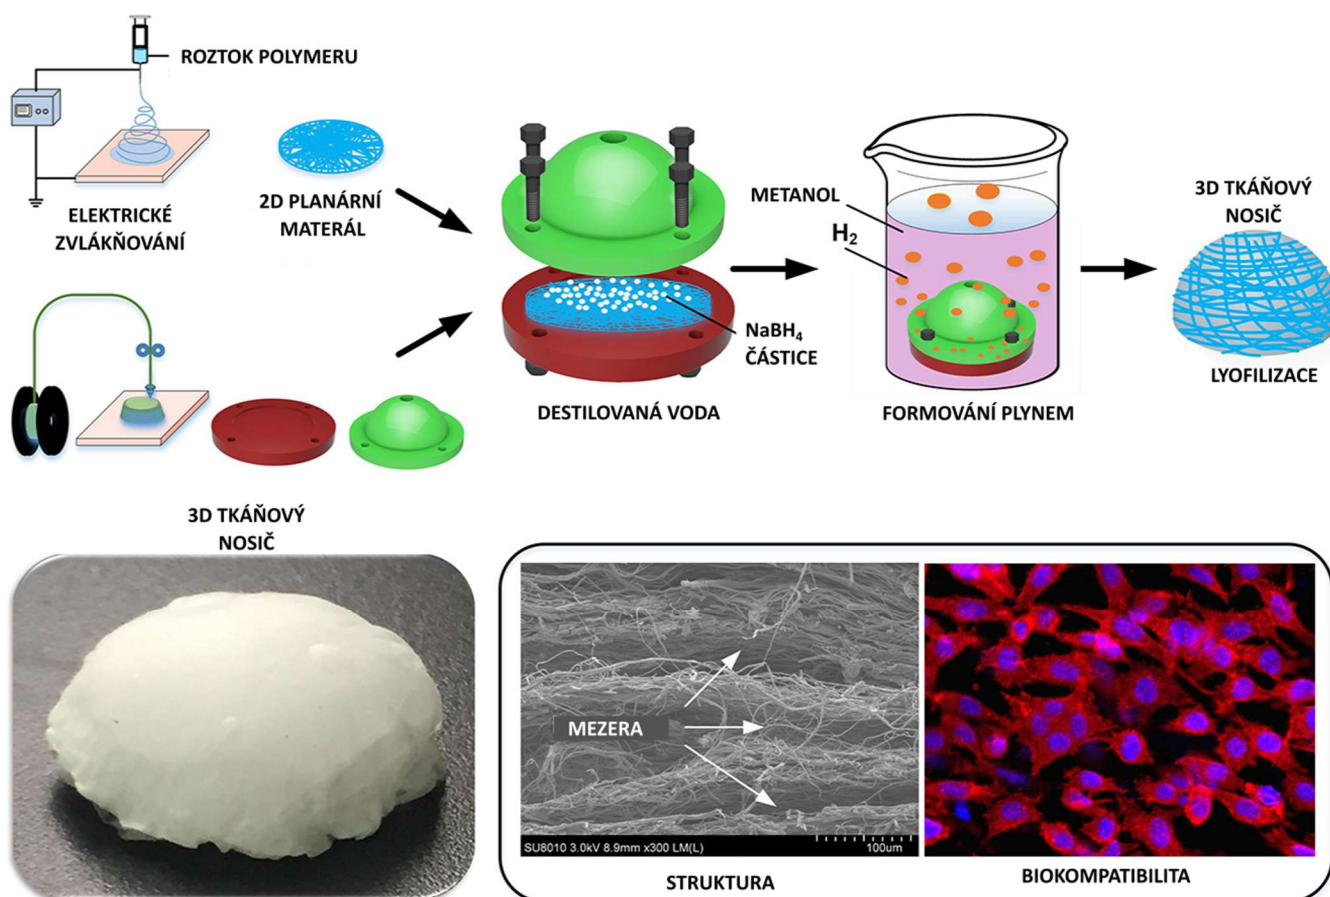 ROZTOK POLYMERU
ELEKTRICKÉ
ZVLÁKŇOVÁNÍ
2D PLANÁRNÍ
MATERÁL
NaBH₄
ČÁSTICE
DESTILOVANÁ VODA
METANOL
H₂
FORMOVÁNÍ PLYNEM
3D TKÁŇOVÝ
NOSIČ
LYOFILIZACE
3D TKÁŇOVÝ
NOSIČ
MEZERA
SU8010 3.0kV 8.9mm x300 LM(L)
100um
STRUKTURA
BIOKOMPATIBILITA